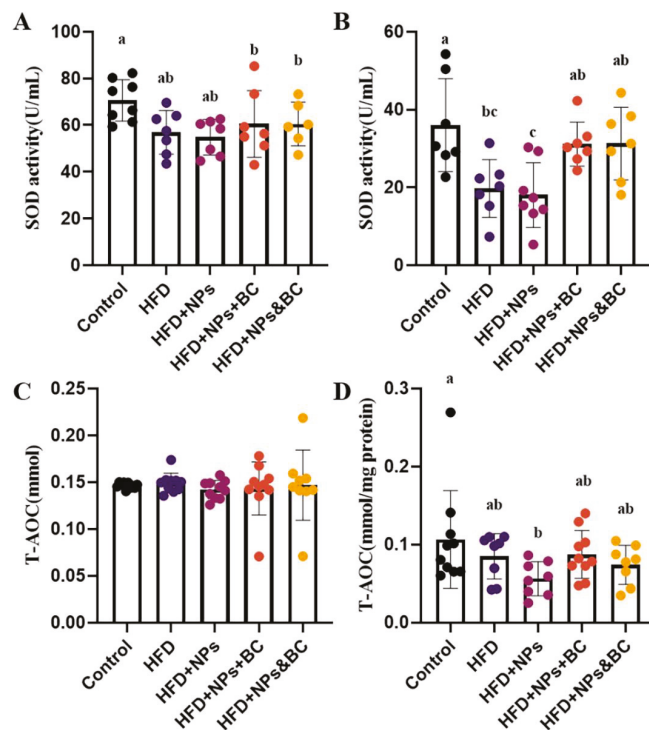 A
SOD activity(U/mL)
100
80
60
40
20
0
a
ab
ab
b
b
Control
HFD
HFD+NPs
HFD+NPs+BC
HFD+NPs&BC
B
SOD activity(U/mL)
60
40
20
0
a
bc
c
ab
ab
Control
HFD
HFD+NPs
HFD+NPs+BC
HFD+NPs&BC
C
T-AOC(mmol)
0.25
0.20
0.15
0.10
0.05
0.00
Control
HFD
HFD+NPs
HFD+NPs+BC
HFD+NPs&BC
D
T-AOC(mmol/mg protein)
0.3
0.2
0.1
0.0
a
ab
b
ab
ab
Control
HFD
HFD+NPs
HFD+NPs+BC
HFD+NPs&BC